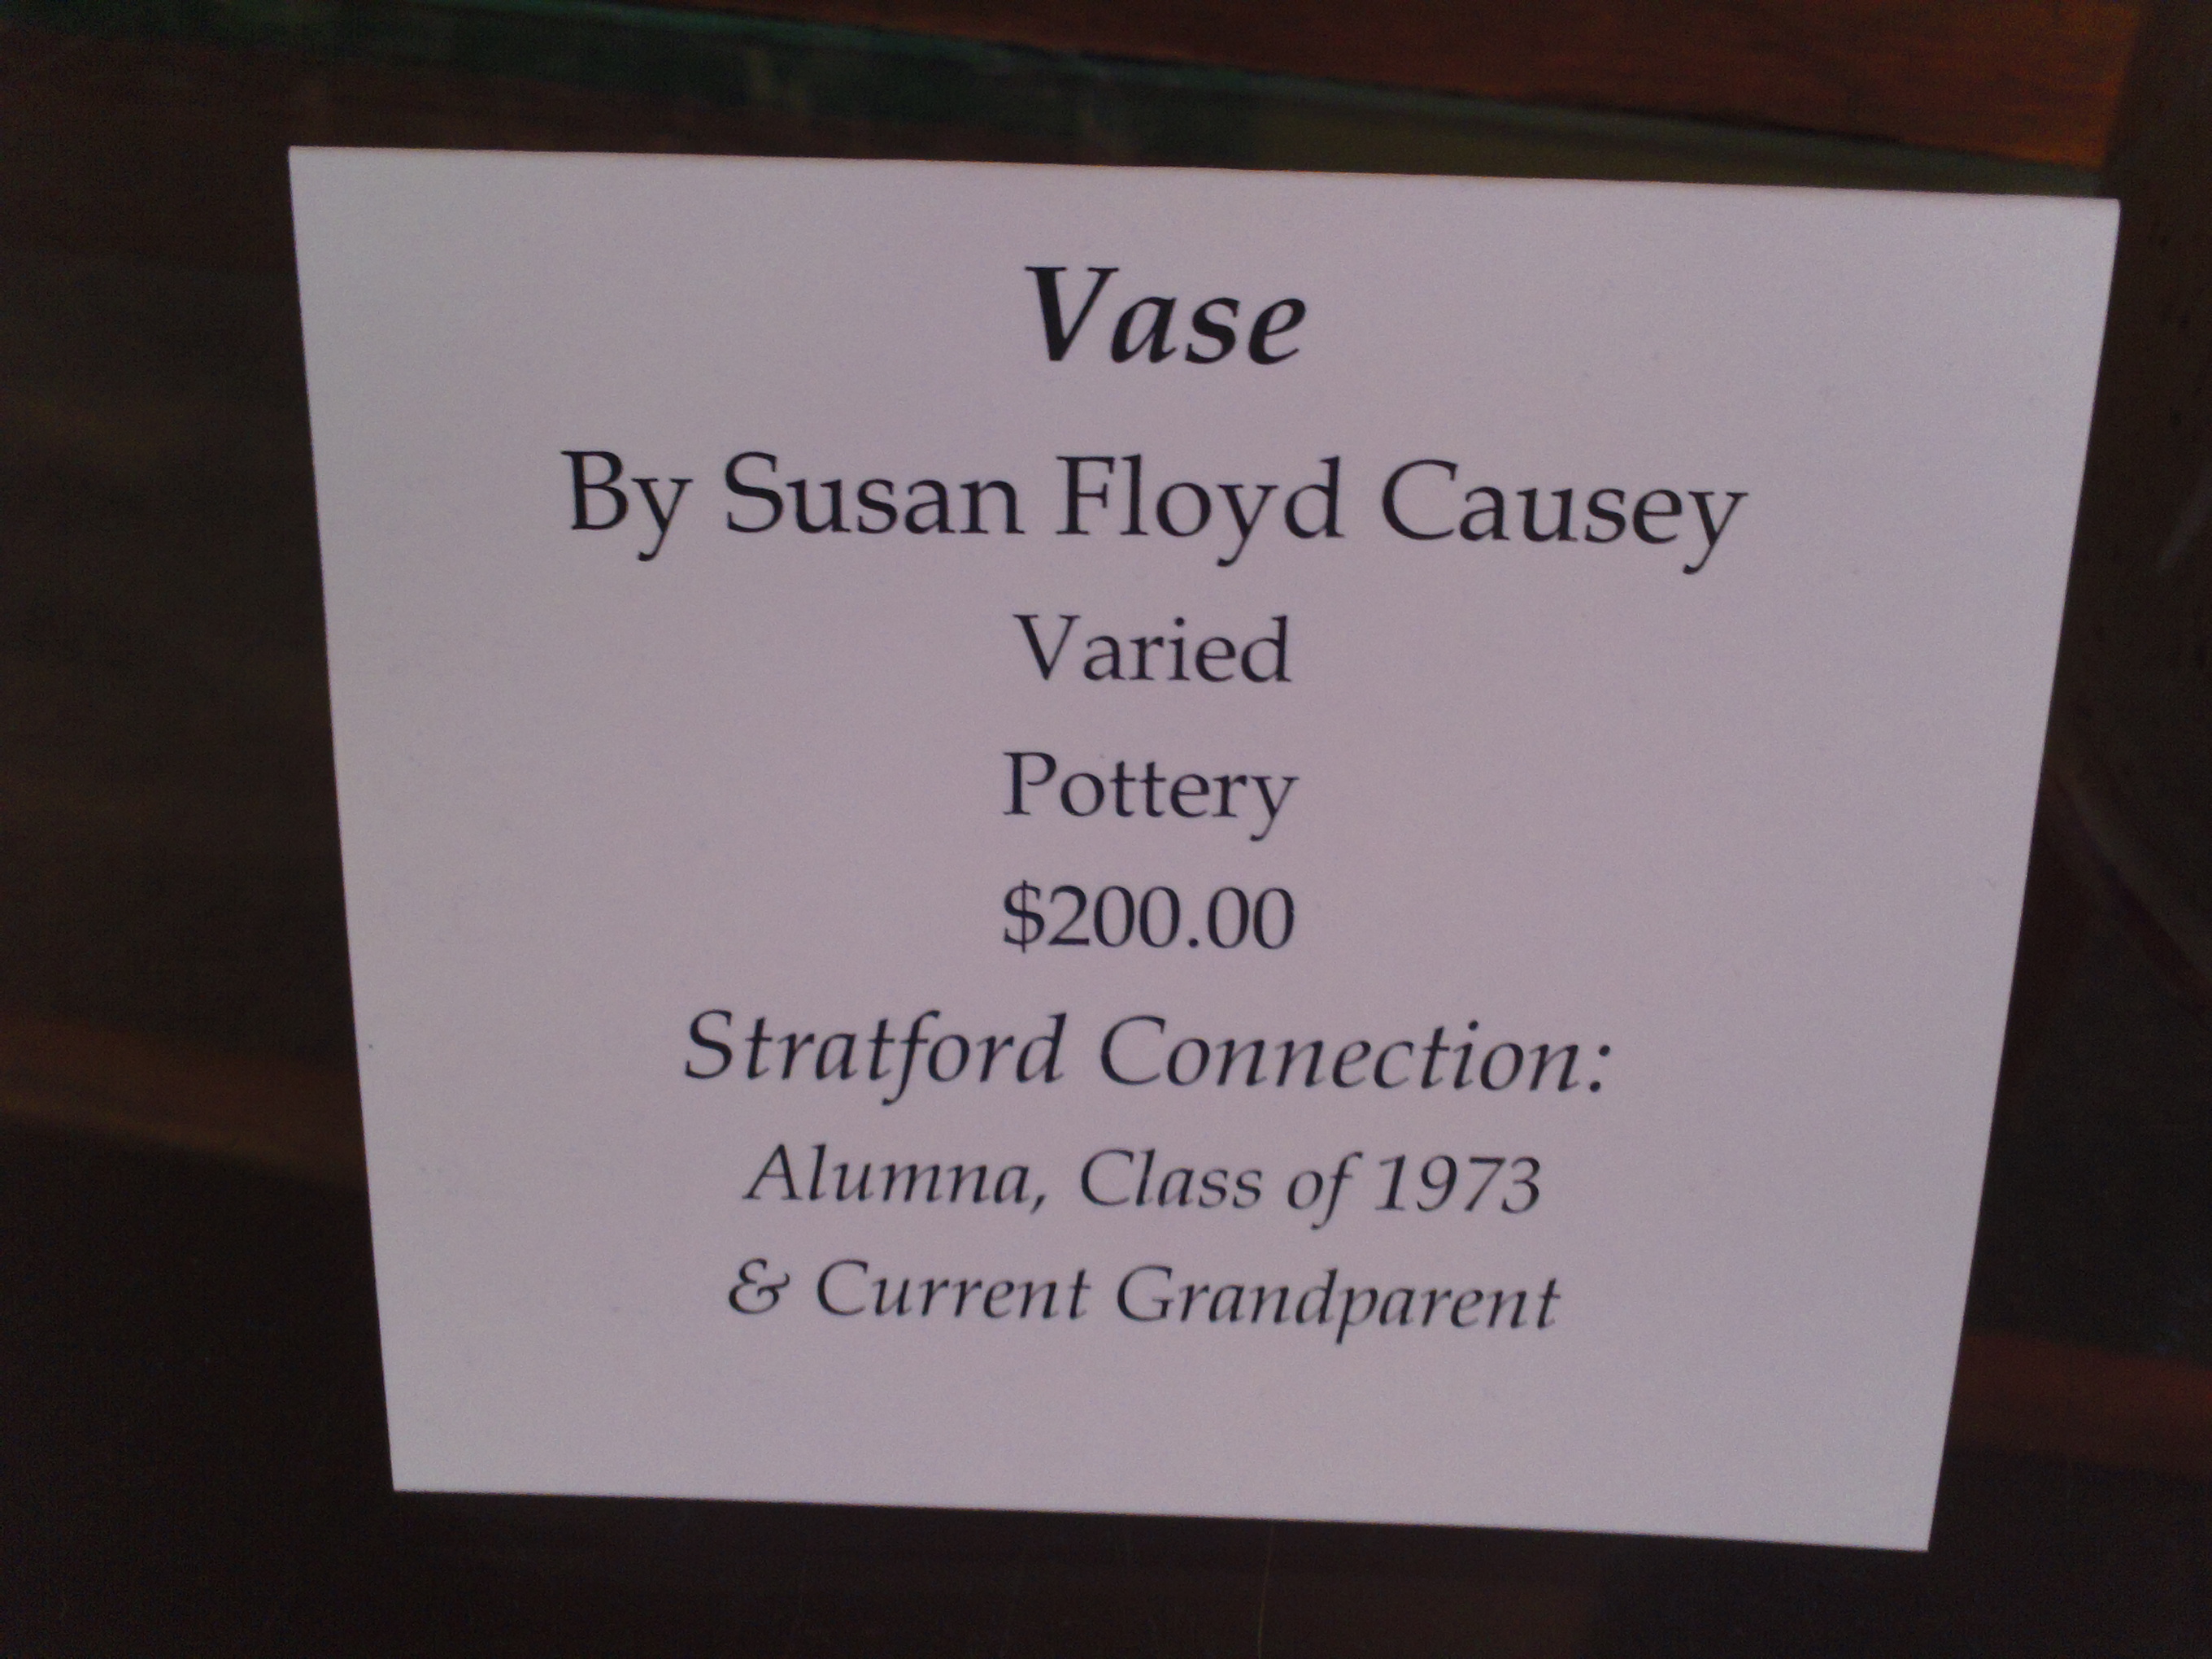 Vase
By Susan Floyd Causey
Varied
Pottery
$200.00
Stratford Connection:
Alumna, Class of 1973
& Current Grandparent